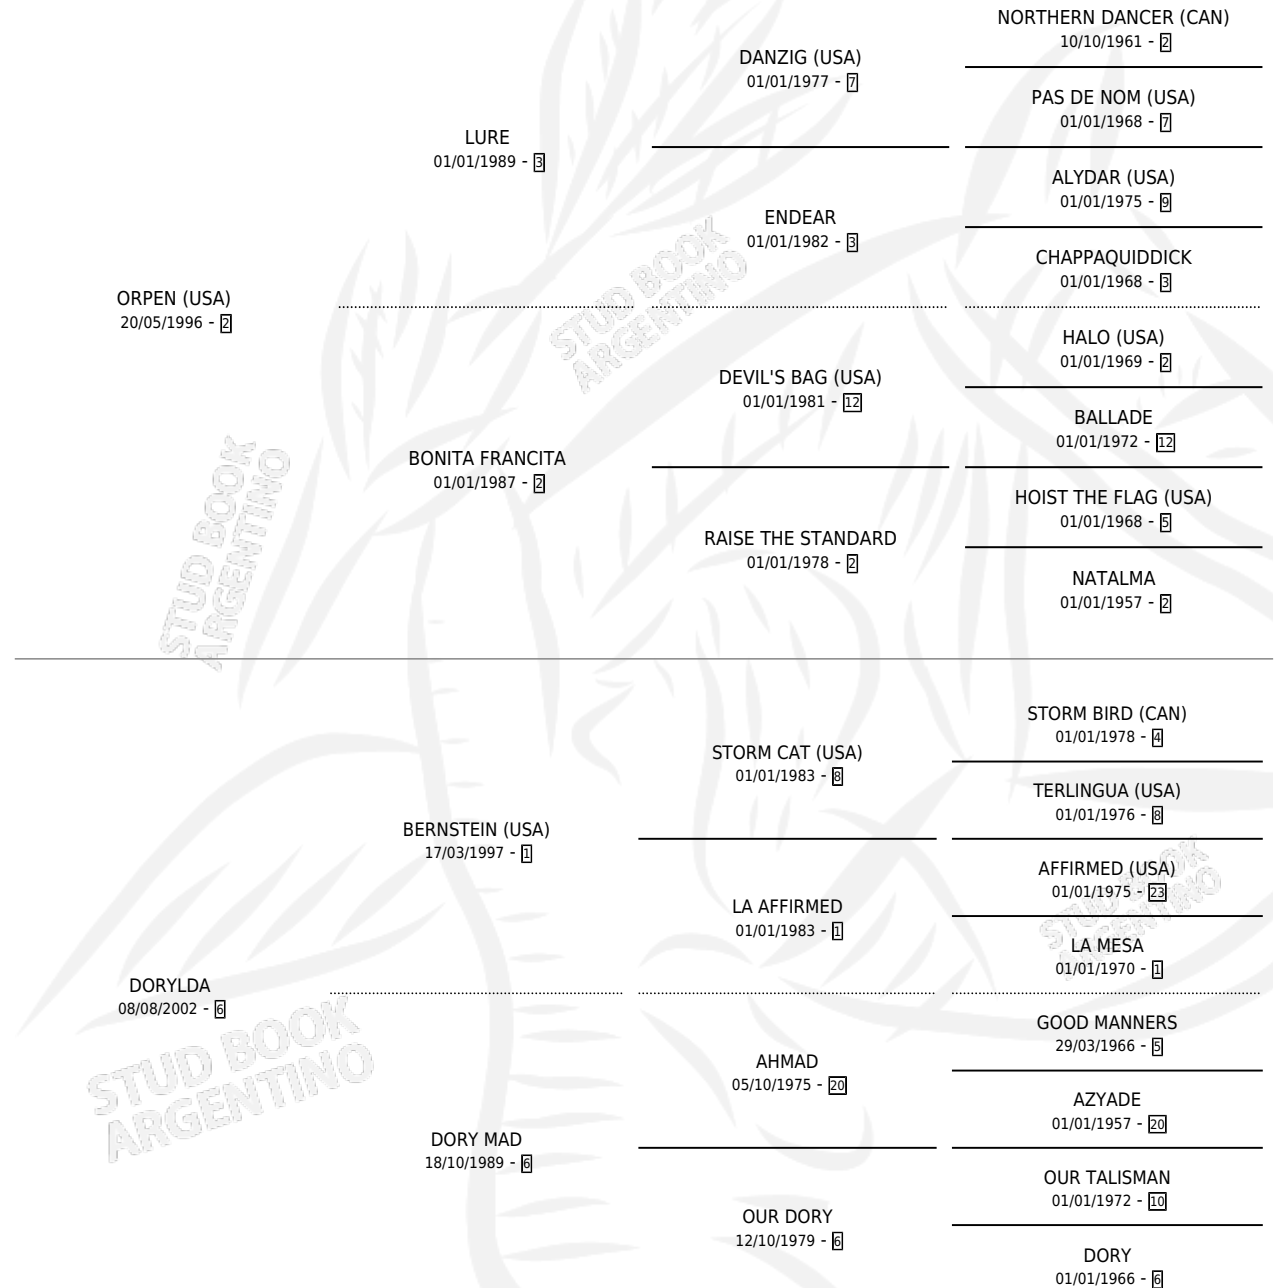 NORTHERN DANCER (CAN)
10/10/1961 - 2
DANZIG (USA)
01/01/1977 - 7
PAS DE NOM (USA)
01/01/1968 - 7
LURE
01/01/1989 - 3
ALYDAR (USA)
01/01/1975 - 9
ENDEAR
01/01/1982 - 3
CHAPPAQUIDDICK
01/01/1968 - 3
ORPEN (USA)
20/05/1996 - 2
STUD BOOK
ARGENTINO
HALO (USA)
01/01/1969 - 2
DEVIL'S BAG (USA)
01/01/1981 - 12
BALLADE
01/01/1972 - 12
BONITA FRANCITA
01/01/1987 - 2
HOIST THE FLAG (USA)
01/01/1968 - 5
RAISE THE STANDARD
01/01/1978 - 2
NATALMA
01/01/1957 - 2
STUD BOOK
ARGENTINO
STORM BIRD (CAN)
01/01/1978 - 4
STORM CAT (USA)
01/01/1983 - 8
TERLINGUA (USA)
01/01/1976 - 8
BERNSTEIN (USA)
17/03/1997 - 1
AFFIRMED (USA)
01/01/1975 - 23
STUD BOOK
ARGENTINO
LA AFFIRMED
01/01/1983 - 1
LA MESA
01/01/1970 - 1
DORYLDA
08/08/2002 - 6
STUD BOOK
ARGENTINO
GOOD MANNERS
29/03/1966 - 5
AHMAD
05/10/1975 - 20
AZYADE
01/01/1957 - 20
DORY MAD
18/10/1989 - 6
OUR TALISMAN
01/01/1972 - 10
OUR DORY
12/10/1979 - 6
DORY
01/01/1966 - 6